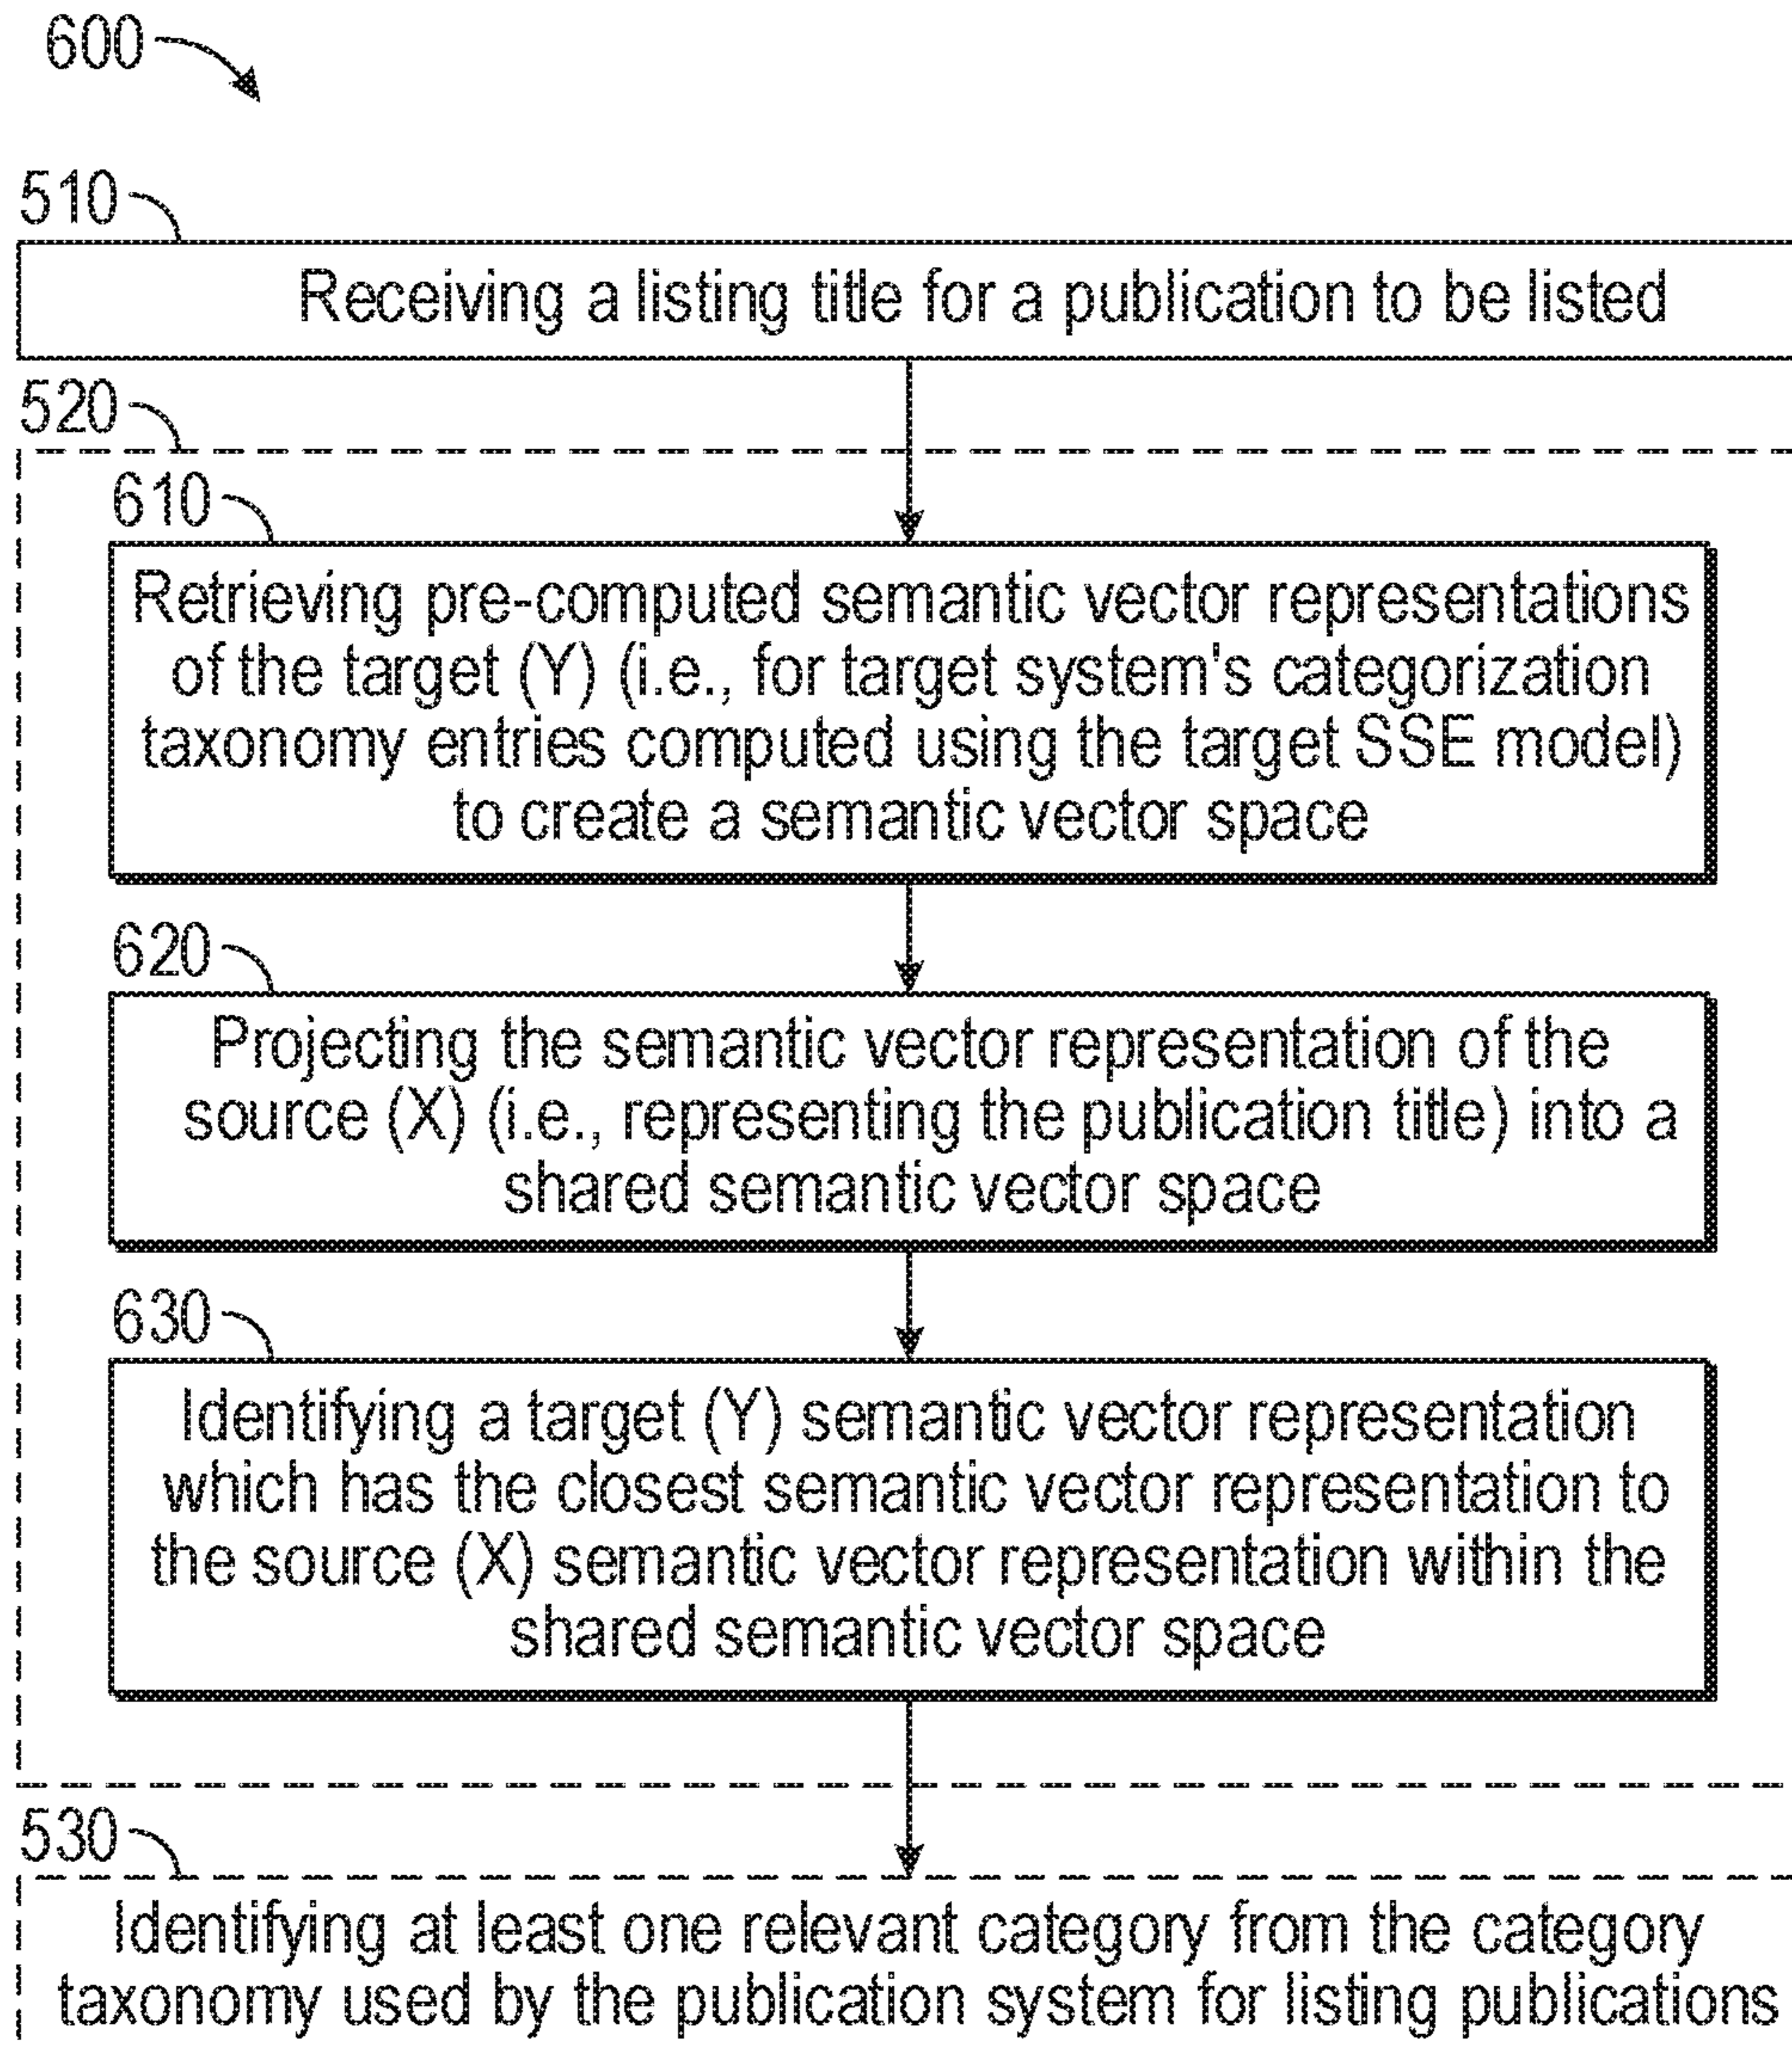 600
510
Receiving a listing title for a publication to be listed
520
610
Retrieving pre-computed semantic vector representations
of the target (Y) (i.e., for target system's categorization
taxonomy entries computed using the target SSE model)
to create a semantic vector space
620
Projecting the semantic vector representation of the
source (X) (i.e., representing the publication title) into a
shared semantic vector space
630
Identifying a target (Y) semantic vector representation
which has the closest semantic vector representation to
the source (X) semantic vector representation within the
shared semantic vector space
530
Identifying at least one relevant category from the category
taxonomy used by the publication system for listing publications